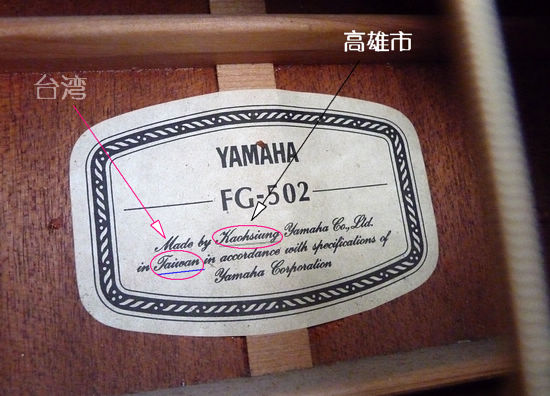 高雄市
台湾
YAMAHA
FG-502
Made by Kaohsiung Yamaha Co., Ltd.
in Taiwan in accordance with specifications of
Yamaha Corporation